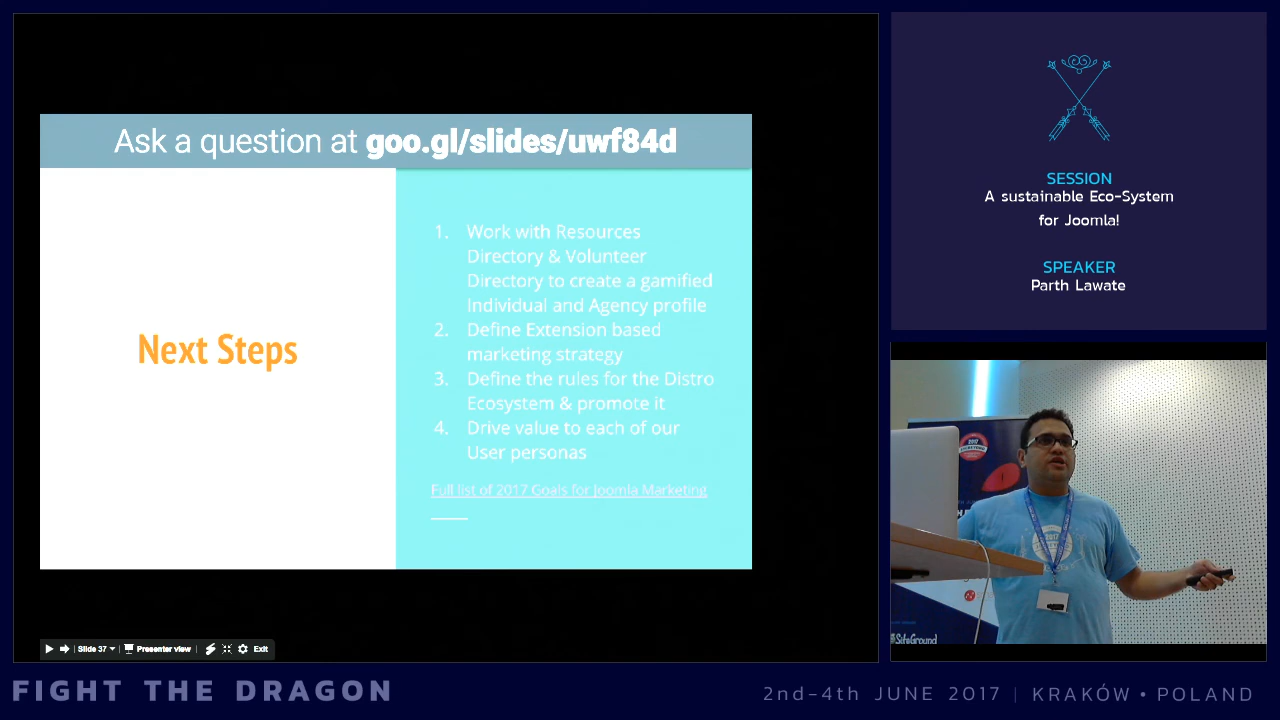 Ask a question at goo.gl/slides/uwf84d
Next Steps
1. Work with Resources
Directory & Volunteer
Directory to create a gamified
Individual and Agency profile
2. Define Extension based
marketing strategy
3. Define the rules for the Distro
Ecosystem & promote it
4. Drive value to each of our
User personas
Full list of 2017 Goals for Joomla Marketing
Slide 37
Presenter view
Exit
SESSION
A sustainable Eco-System
for Joomla!
SPEAKER
Parth Lawate
2017
SiteGround
FIGHT THE DRAGON
2nd-4th JUNE 2017 | KRAKÓW • POLAND